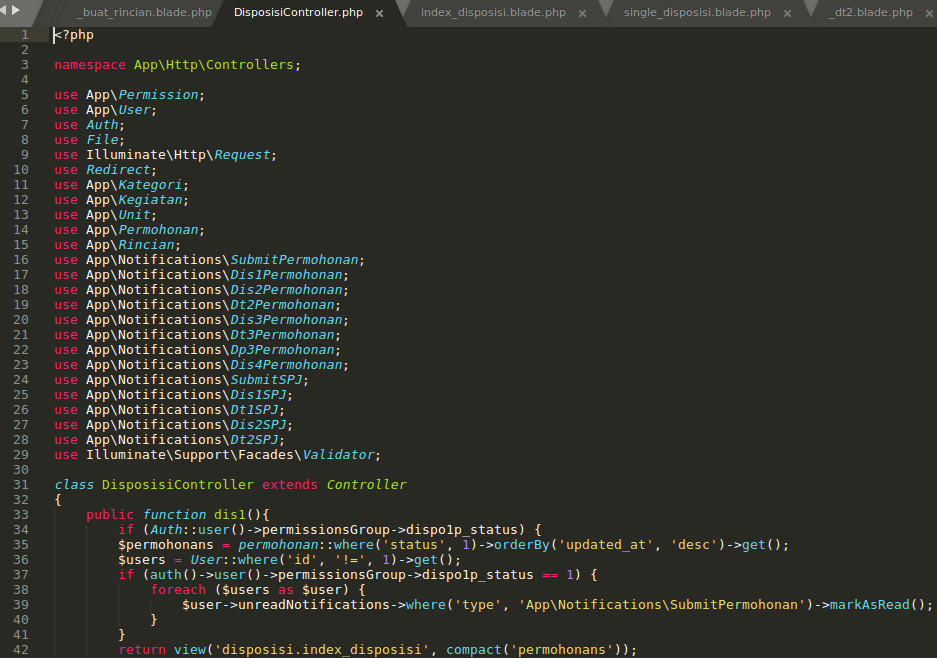 _buat_rincian.blade.php DisposisiController.php × index_disposisi.blade.php × single_disposisi.blade.php × _dt2.blade.php ×
1 <?php
2
3 namespace App\Http\Controllers;
4
5 use App\Permission;
6 use App\User;
7 use Auth;
8 use File;
9 use Illuminate\Http\Request;
10 use Redirect;
11 use App\Kategori;
12 use App\Kegiatan;
13 use App\Unit;
14 use App\Permohonan;
15 use App\Rincian;
16 use App\Notifications\SubmitPermohonan;
17 use App\Notifications\Dis1Permohonan;
18 use App\Notifications\Dis2Permohonan;
19 use App\Notifications\Dt2Permohonan;
20 use App\Notifications\Dis3Permohonan;
21 use App\Notifications\Dt3Permohonan;
22 use App\Notifications\Dp3Permohonan;
23 use App\Notifications\Dis4Permohonan;
24 use App\Notifications\SubmitSPJ;
25 use App\Notifications\Dis1SPJ;
26 use App\Notifications\Dt1SPJ;
27 use App\Notifications\Dis2SPJ;
28 use App\Notifications\Dt2SPJ;
29 use Illuminate\Support\Facades\Validator;
30
31 class DisposisiController extends Controller
32 {
33 public function dis1(){
34 if (Auth::user()->permissionsGroup->dispo1p_status) {
35 $permohonans = permohonan::where('status', 1)->orderBy('updated_at', 'desc')->get();
36 $users = User::where('id', '!=', 1)->get();
37 if (auth()->user()->permissionsGroup->dispo1p_status == 1) {
38 foreach ($users as $user) {
39 $user->unreadNotifications->where('type', 'App\Notifications\SubmitPermohonan')->markAsRead();
40 }
41 }
42 return view('disposisi.index_disposisi', compact('permohonans'));